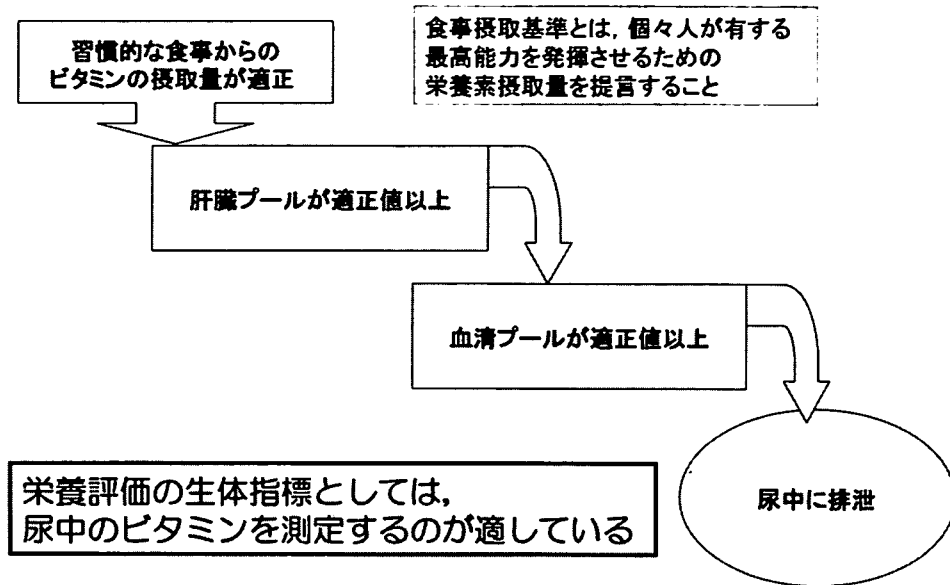 習慣的な食事からの
ビタミンの摂取量が適正
食事摂取基準とは，個々人が有する
最高能力を発揮させるための
栄養素摂取量を提言すること
肝臓プールが適正値以上
血清プールが適正値以上
尿中に排泄
栄養評価の生体指標としては，
尿中のビタミンを測定するのが適している